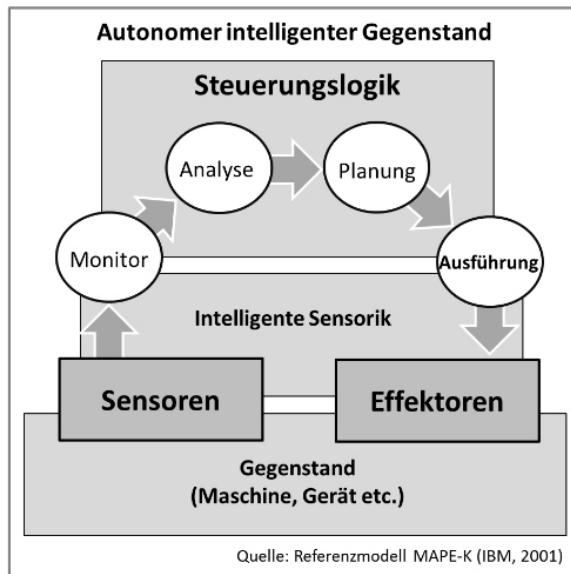 Autonomer intelligenter Gegenstand
Steuerungslogik
Analyse
Planung
Monitor
Ausführung
Intelligente Sensorik
Sensoren
Effektoren
Gegenstand
(Maschine, Gerät etc.)
Quelle: Referenzmodell MAPE-K (IBM, 2001)